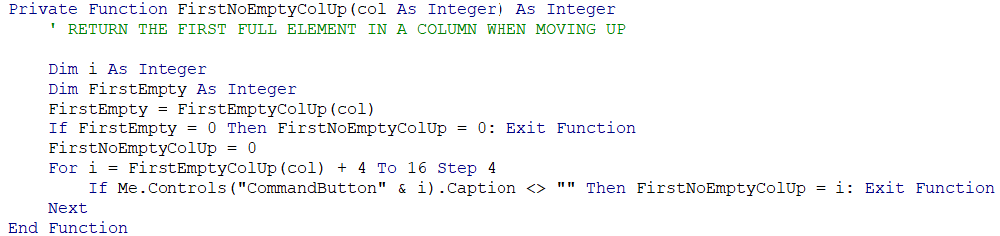 Private Function FirstNoEmptyColUp(col As Integer) As Integer
    ' RETURN THE FIRST FULL ELEMENT IN A COLUMN WHEN MOVING UP

    Dim i As Integer
    Dim FirstEmpty As Integer
    FirstEmpty = FirstEmptyColUp(col)
    If FirstEmpty = 0 Then FirstNoEmptyColUp = 0: Exit Function
    FirstNoEmptyColUp = 0
    For i = FirstEmptyColUp(col) + 4 To 16 Step 4
        If Me.Controls("CommandButton" & i).Caption <> "" Then FirstNoEmptyColUp = i: Exit Function
    Next
End Function